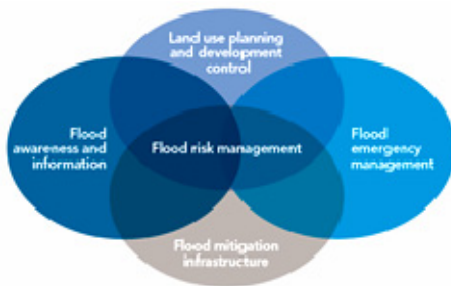 Land use planning
and development
control
Flood
awareness and
information
Flood risk management
Flood
emergency
management
Flood mitigation
infrastructure